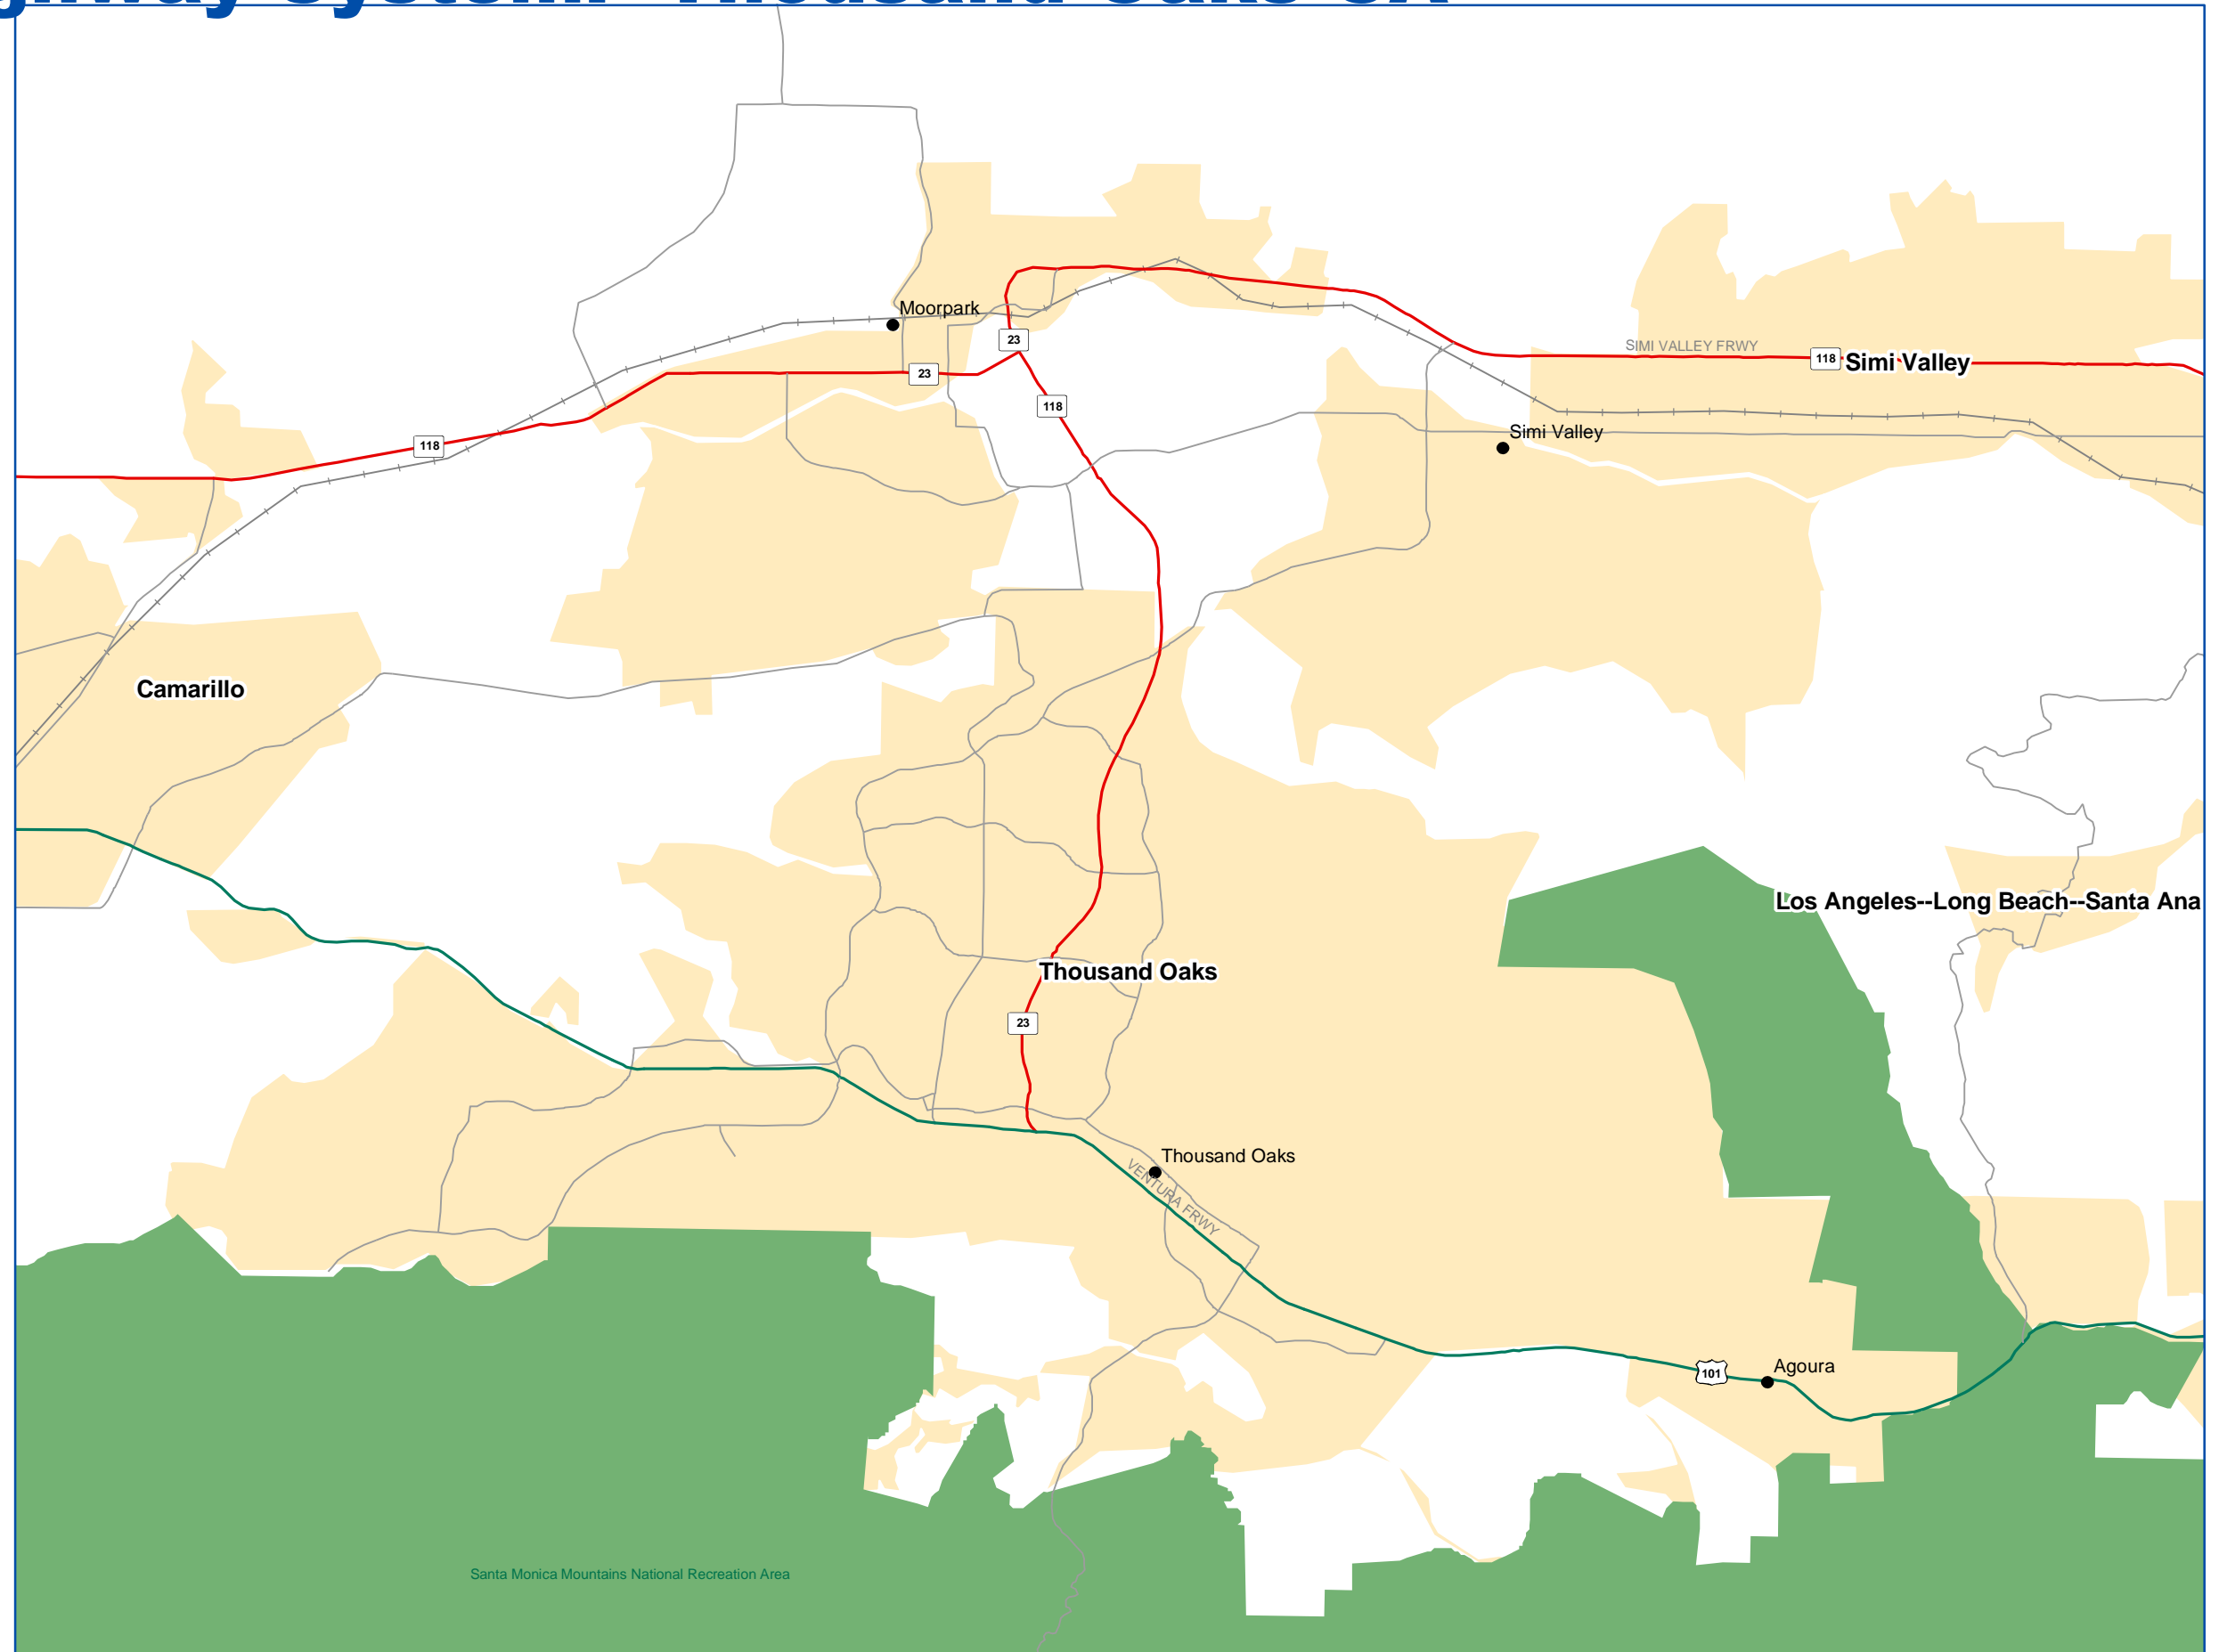 Moorpark
23
SIMI VALLEY FRWY
118
Simi Valley
23
118
Simi Valley
118
Camarillo
Los Angeles--Long Beach--Santa Ana
Thousand Oaks
23
Thousand Oaks
VENTURA FRWY
Agoura
101
Santa Monica Mountains National Recreation Area